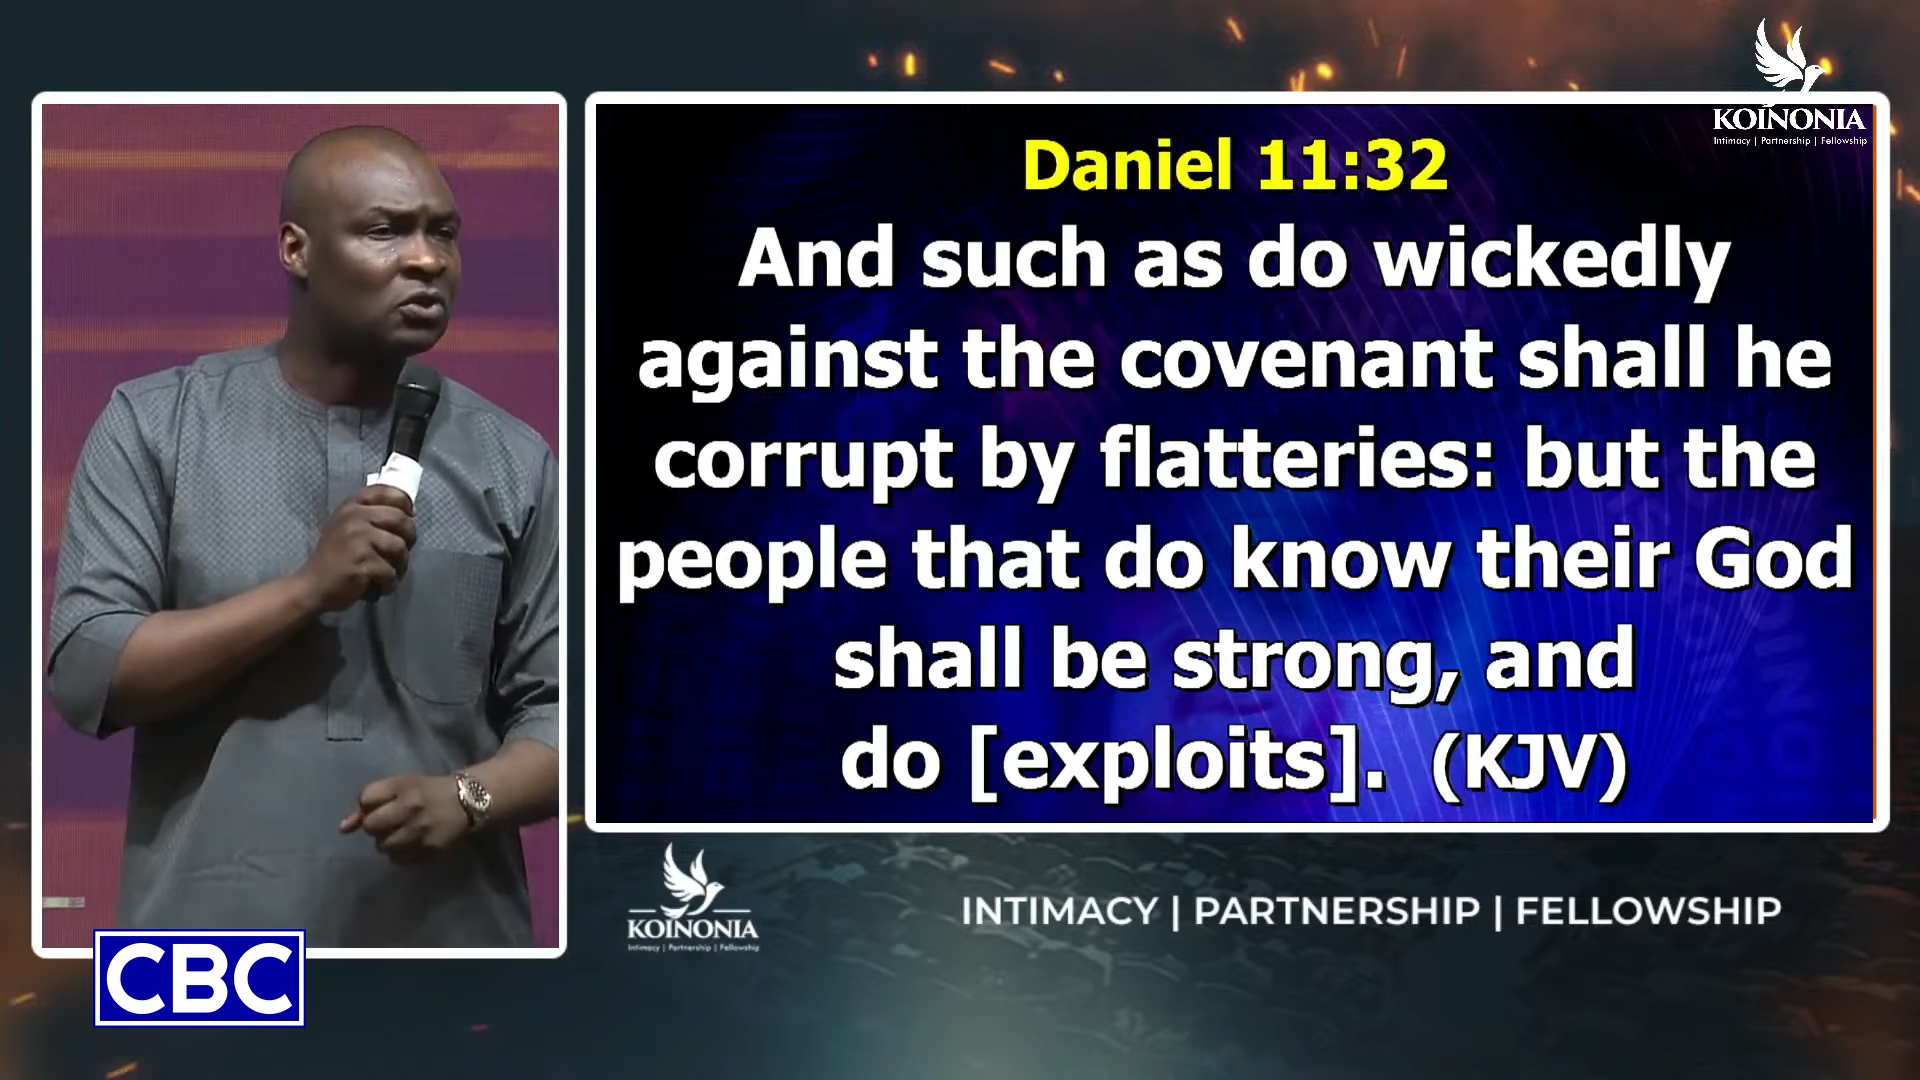 KOINONIA
Intimacy | Partnership | Fellowship
Daniel 11:32
And such as do wickedly
against the covenant shall he
corrupt by flatteries: but the
people that do know their God
shall be strong, and
do [exploits]. (KJV)
KOINONIA
Intimacy | Partnership | Fellowship
INTIMACY | PARTNERSHIP | FELLOWSHIP
CBC